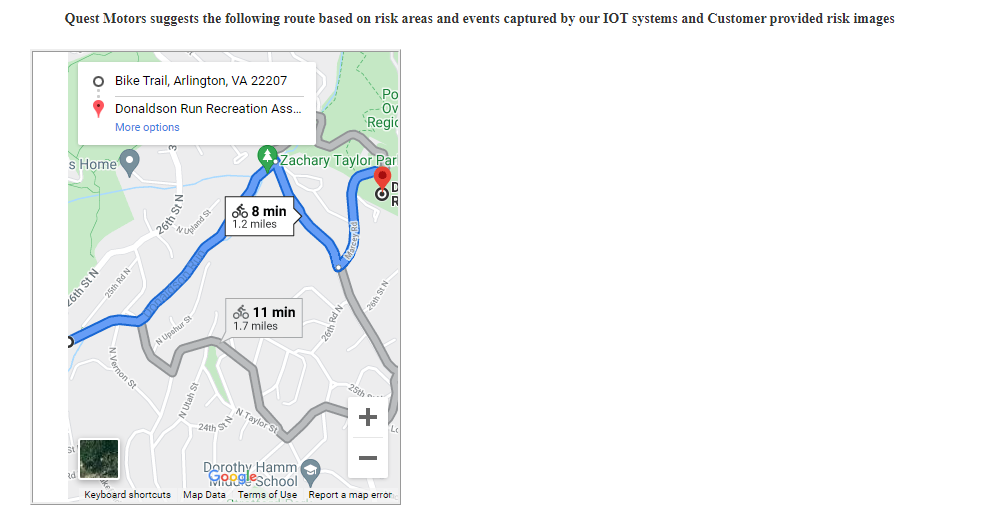 Quest Motors suggests the following route based on risk areas and events captured by our IOT systems and Customer provided risk images
Bike Trail, Arlington, VA 22207
Donaldson Run Recreation Ass...
More options
Po
Ov
Regio
s Home
Zachary Taylor Par
D
R
26th St N
N Upland St
8 min
1.2 miles
Marcey Rd
26th St N
25th Rd N
26th St N
11 min
1.7 miles
26th Rd N
N Upshur St
N Vernon St
N Utah St
25th
N Taylor St
24th St N
Lo
St
Rd
Dorothy Hamm
Middle School
Google
Keyboard shortcuts Map Data Terms of Use Report a map error